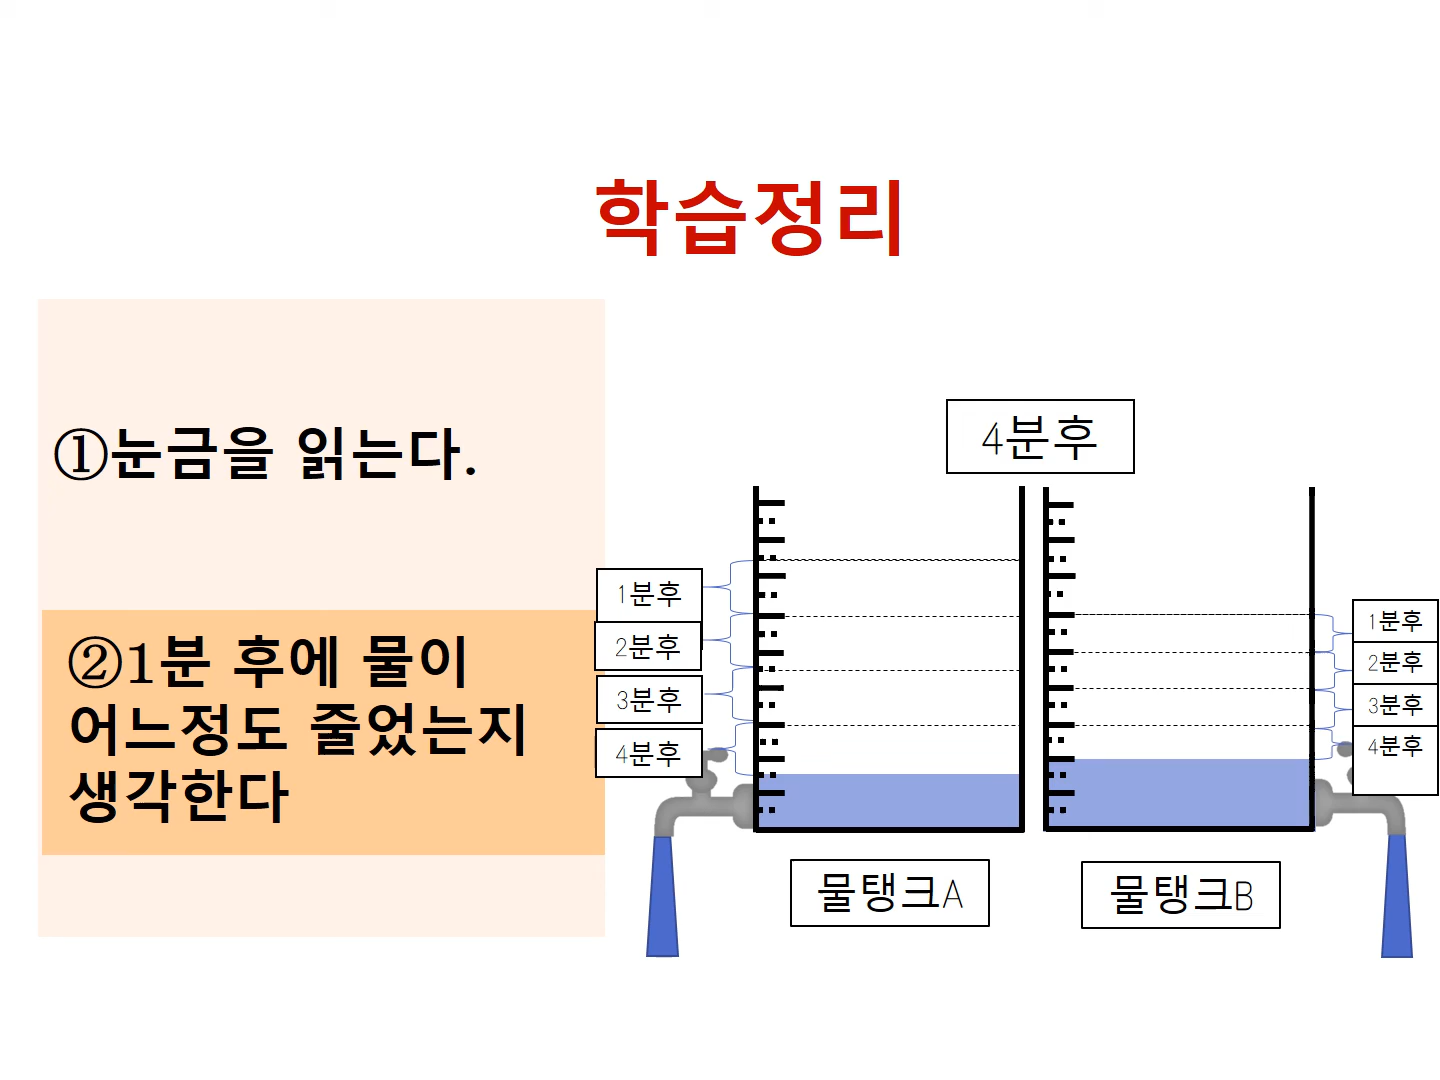 학습정리
①눈금을 읽는다.
②1분 후에 물이
어느정도 줄었는지
생각한다
4분후
1분후
2분후
3분후
4분후
1분후
2분후
3분후
4분후
물탱크A
물탱크B